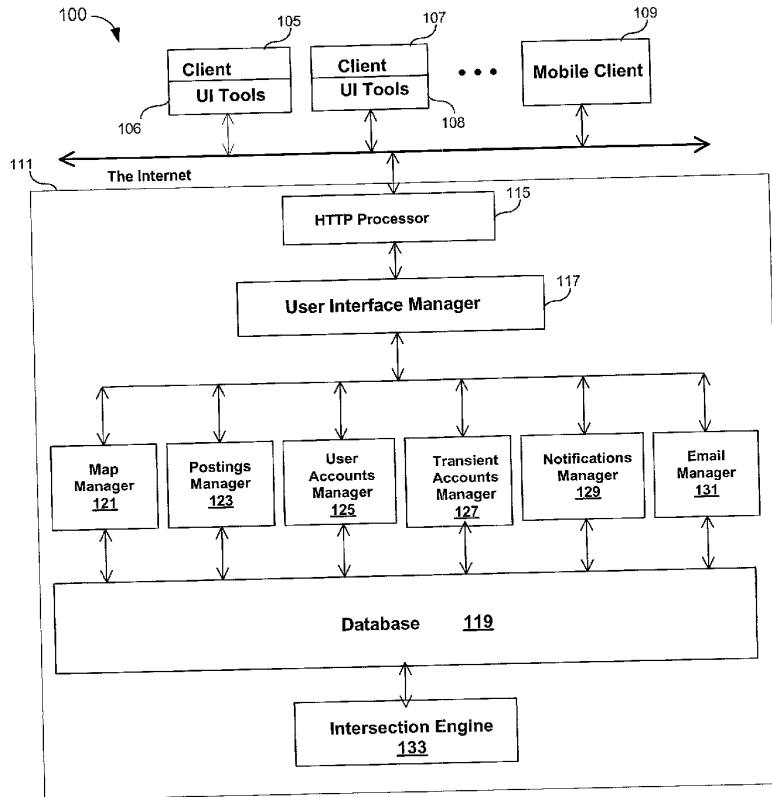 100
105
107
109
Client
Client
Mobile Client
UI Tools
UI Tools
106
108
111
The Internet
HTTP Processor
115
User Interface Manager
117
Map
Manager
121
Postings
Manager
123
User
Accounts
Manager
125
Transient
Accounts
Manager
127
Notifications
Manager
129
Email
Manager
131
Database 119
Intersection Engine
133